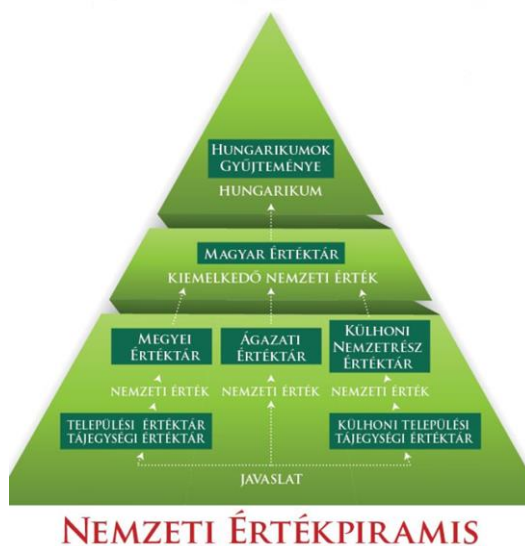 HUNGARIKUMOK
GYŰJTEMÉNYE
HUNGARIKUM
MAGYAR ÉRTÉKTÁR
KIEMELKEDŐ NEMZETI ÉRTÉK
MEGYEI
ÉRTÉKTÁR
ÁGAZATI
ÉRTÉKTÁR
KÜLHONI
NEMZETRÉSZ
ÉRTÉKTÁR
NEMZETI ÉRTÉK
NEMZETI ÉRTÉK
NEMZETI ÉRTÉK
TELEPÜLÉSI ÉRTÉKTÁR
TÁJEGYSÉGI ÉRTÉKTÁR
KÜLHONI TELEPÜLÉSI
TÁJEGYSÉGI ÉRTÉKTÁR
JAVASLAT
NEMZETI ÉRTÉKPIRAMIS